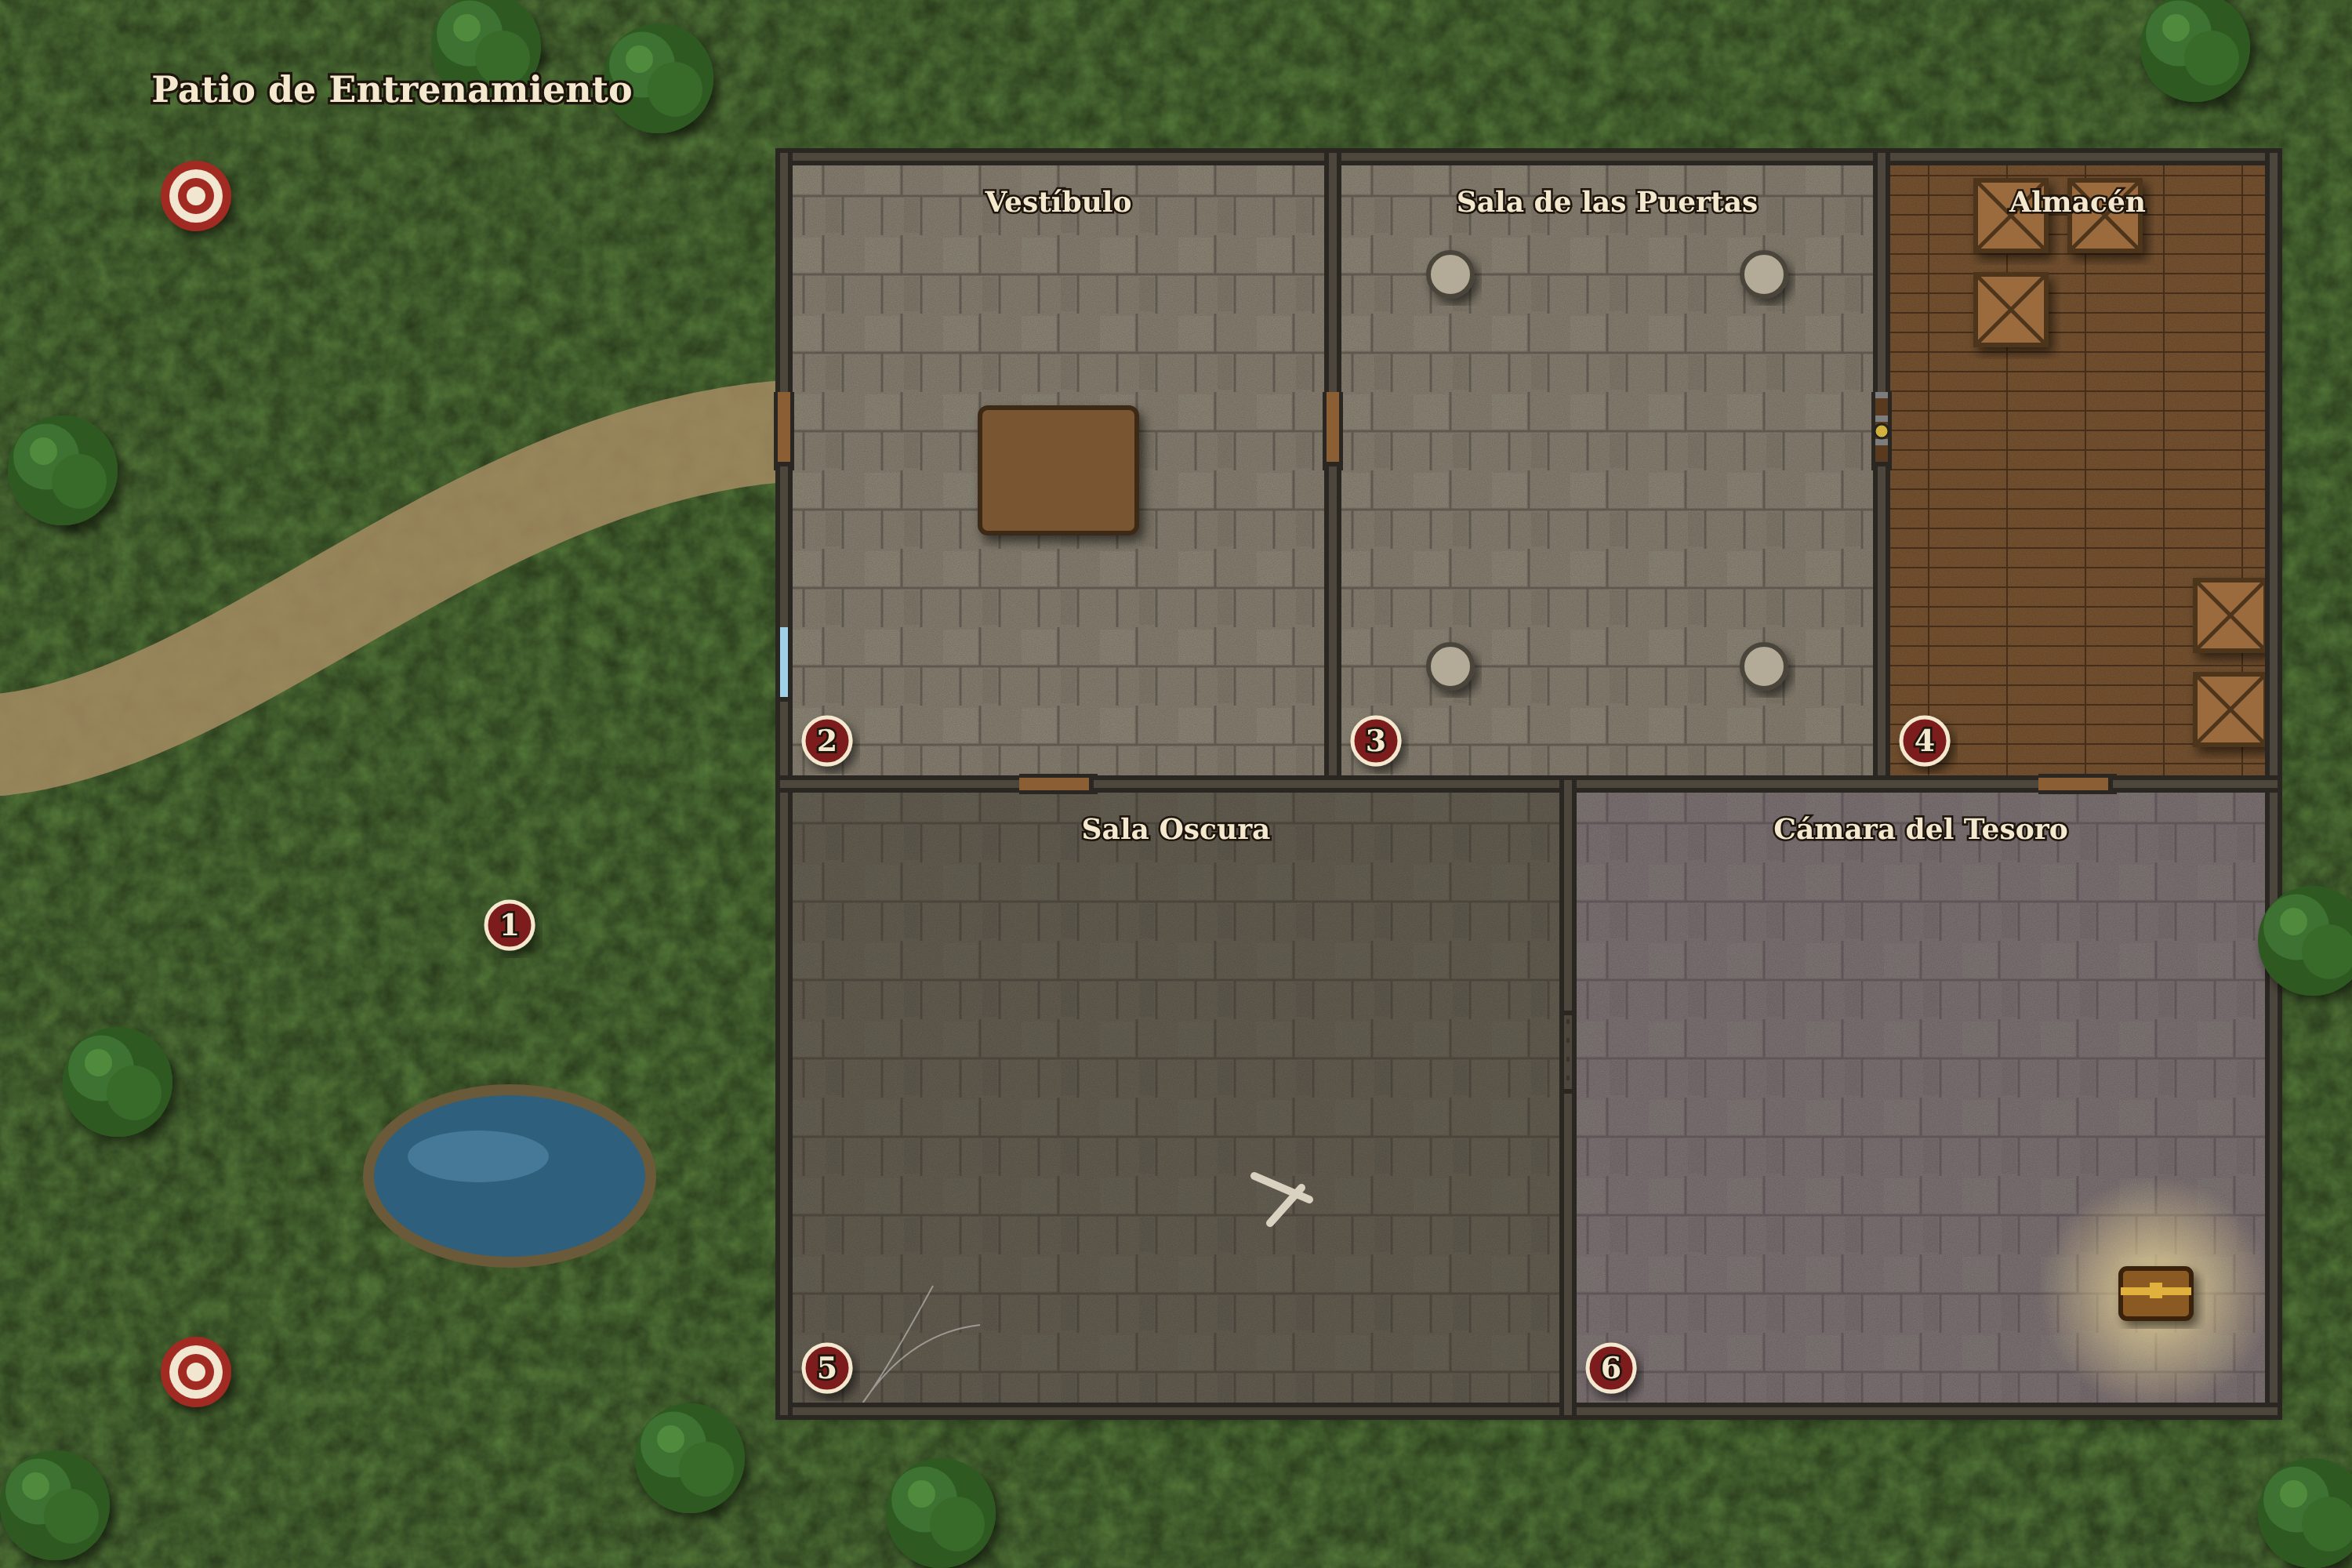 Patio de Entrenamiento
Vestíbulo
Sala de las Puertas
Almacén
2
3
4
Sala Oscura
Cámara del Tesoro
1
5
6